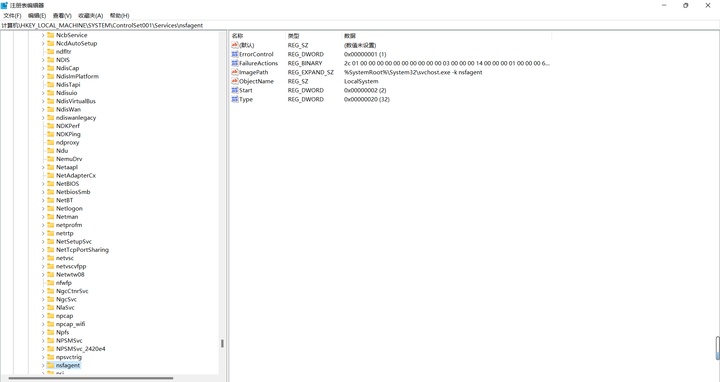 注册表编辑器
文件(F) 编辑(E) 查看(V) 收藏夹(A) 帮助(H)
计算机\HKEY_LOCAL_MACHINE\SYSTEM\ControlSet001\Services\nsfagent
NcbService
NcdAutoSetup
ndfltr
NDIS
NdisCap
NdisImPlatform
NdisTapi
Ndisuio
NdisVirtualBus
NdisWan
ndiswanlegacy
NDKPerf
NDKPing
ndproxy
Ndu
NemuDrv
Netaapl
NetAdapterCx
NetBIOS
NetbiosSmb
NetBT
Netlogon
Netman
netprofm
netrtp
NetSetupSvc
NetTcpPortSharing
netvsc
netvscvfpp
Netwtw08
nfwfp
NgcCtnrSvc
NgcSvc
NlaSvc
npcap
npcap_wifi
Npfs
NPSMSvc
NPSMSvc_2420e4
npsvctrig
nsfagent
nsi
名称 类型 数据
(默认) REG_SZ (数值未设置)
ErrorControl REG_DWORD 0x00000001 (1)
FailureActions REG_BINARY 2c 01 00 00 00 00 00 00 00 00 00 00 03 00 00 00 14 00 00 00 01 00 00 00 6...
ImagePath REG_EXPAND_SZ %SystemRoot%\System32\svchost.exe -k nsfagent
ObjectName REG_SZ LocalSystem
Start REG_DWORD 0x00000002 (2)
Type REG_DWORD 0x00000020 (32)